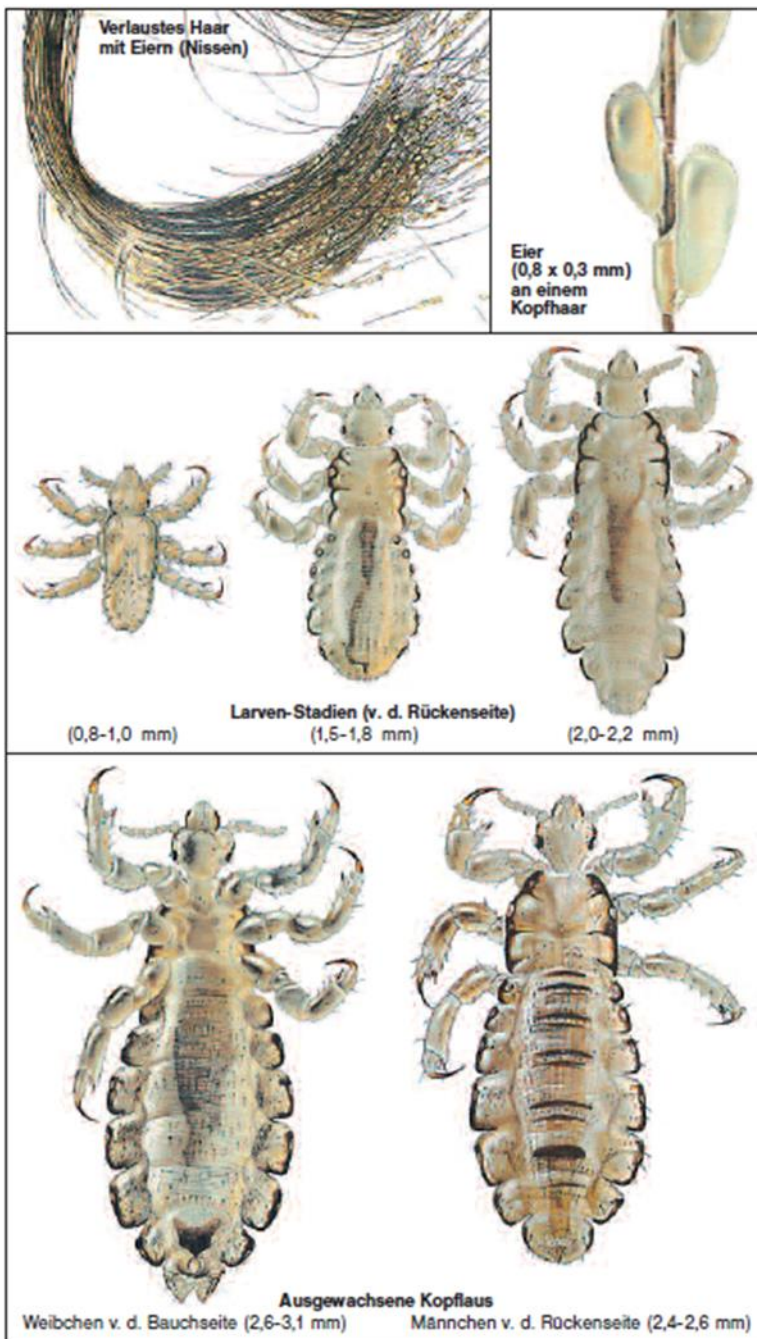 Verlaustes Haar
mit Eiern (Nissen)
Eier
(0,8 x 0,3 mm)
an einem
Kopfhaar
Larven-Stadien (v. d. Rückenseite)
(0,8-1,0 mm) (1,5-1,8 mm) (2,0-2,2 mm)
Ausgewachsene Kopflaus
Weibchen v. d. Bauchseite (2,6-3,1 mm) Männchen v. d. Rückenseite (2,4-2,6 mm)